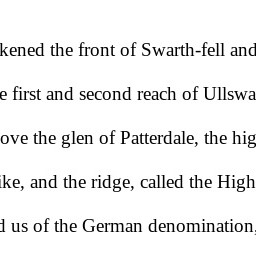 kened the front of Swarth-fell and
e first and second reach of Ullswa
ove the glen of Patterdale, the hig
ike, and the ridge, called the High
d us of the German denomination,